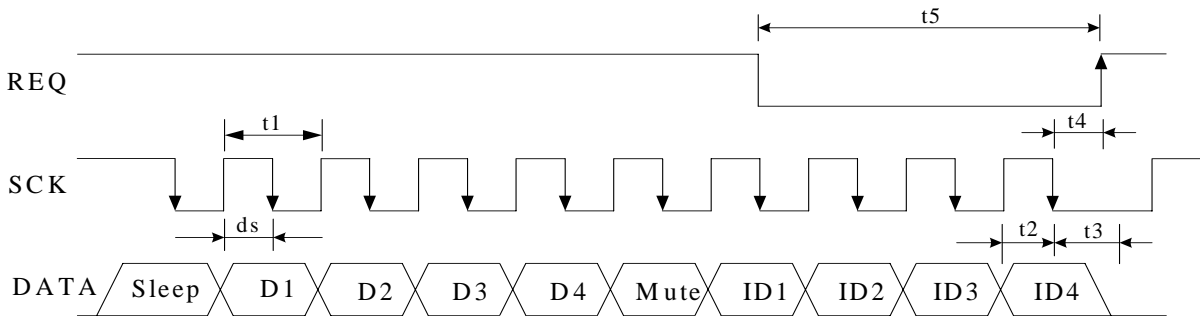 t5
REQ
t1
t4
SCK
ds
t2
t3
DATA Sleep D1 D2 D3 D4 Mute ID1 ID2 ID3 ID4